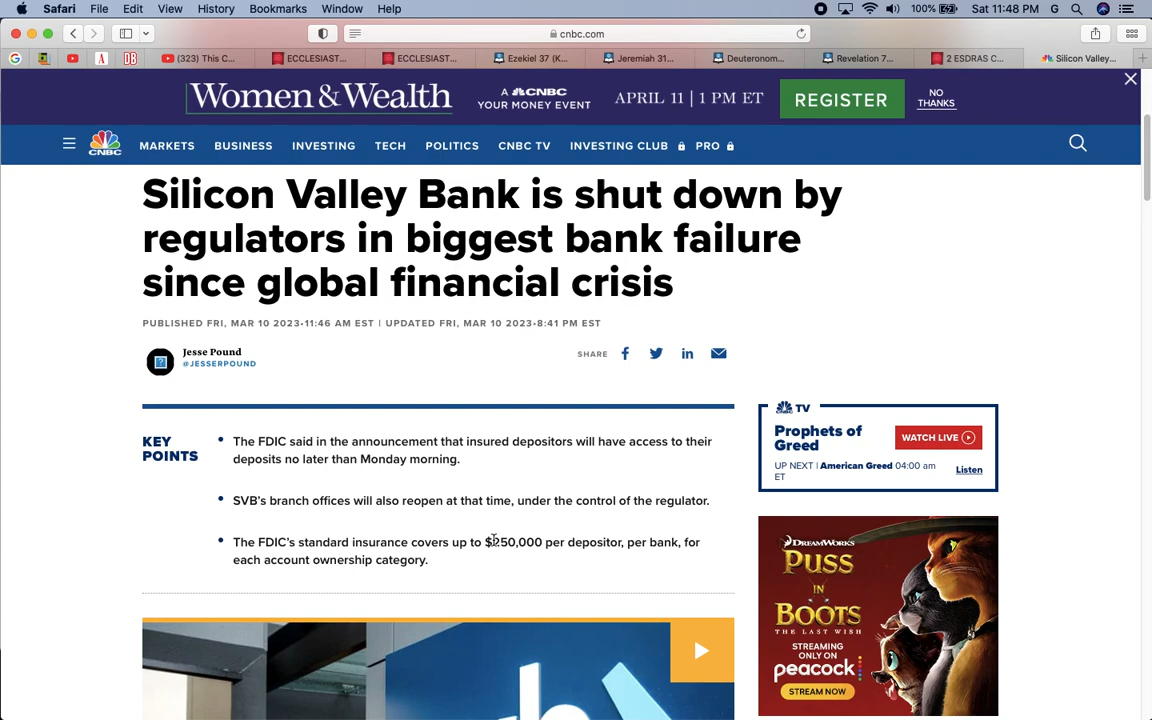 Safari File Edit View History Bookmarks Window Help 100% Sat 11:48 PM G
cnbc.com
(323) This C... ECCLESIAST... ECCLESIAST... Ezekiel 37 (K... Jeremiah 31... Deuteronom... Revelation 7... 2 ESDRAS C... Silicon Valley...
Women & Wealth
A CNBC
YOUR MONEY EVENT
APRIL 11 | 1 PM ET
REGISTER
NO
THANKS
CNBC
MARKETS BUSINESS INVESTING TECH POLITICS CNBC TV INVESTING CLUB PRO
Silicon Valley Bank is shut down by
regulators in biggest bank failure
since global financial crisis
PUBLISHED FRI, MAR 10 2023•11:46 AM EST | UPDATED FRI, MAR 10 2023•8:41 PM EST
Jesse Pound
@JESSERPOUND
SHARE
KEY
POINTS
• The FDIC said in the announcement that insured depositors will have access to their
deposits no later than Monday morning.
• SVB's branch offices will also reopen at that time, under the control of the regulator.
• The FDIC's standard insurance covers up to $250,000 per depositor, per bank, for
each account ownership category.
TV
Prophets of
Greed
WATCH LIVE
UP NEXT | American Greed 04:00 am
ET
Listen
DREAMWORKS
PUSS
IN
BOOTS
THE LAST WISH
STREAMING
ONLY ON
peacock
STREAM NOW